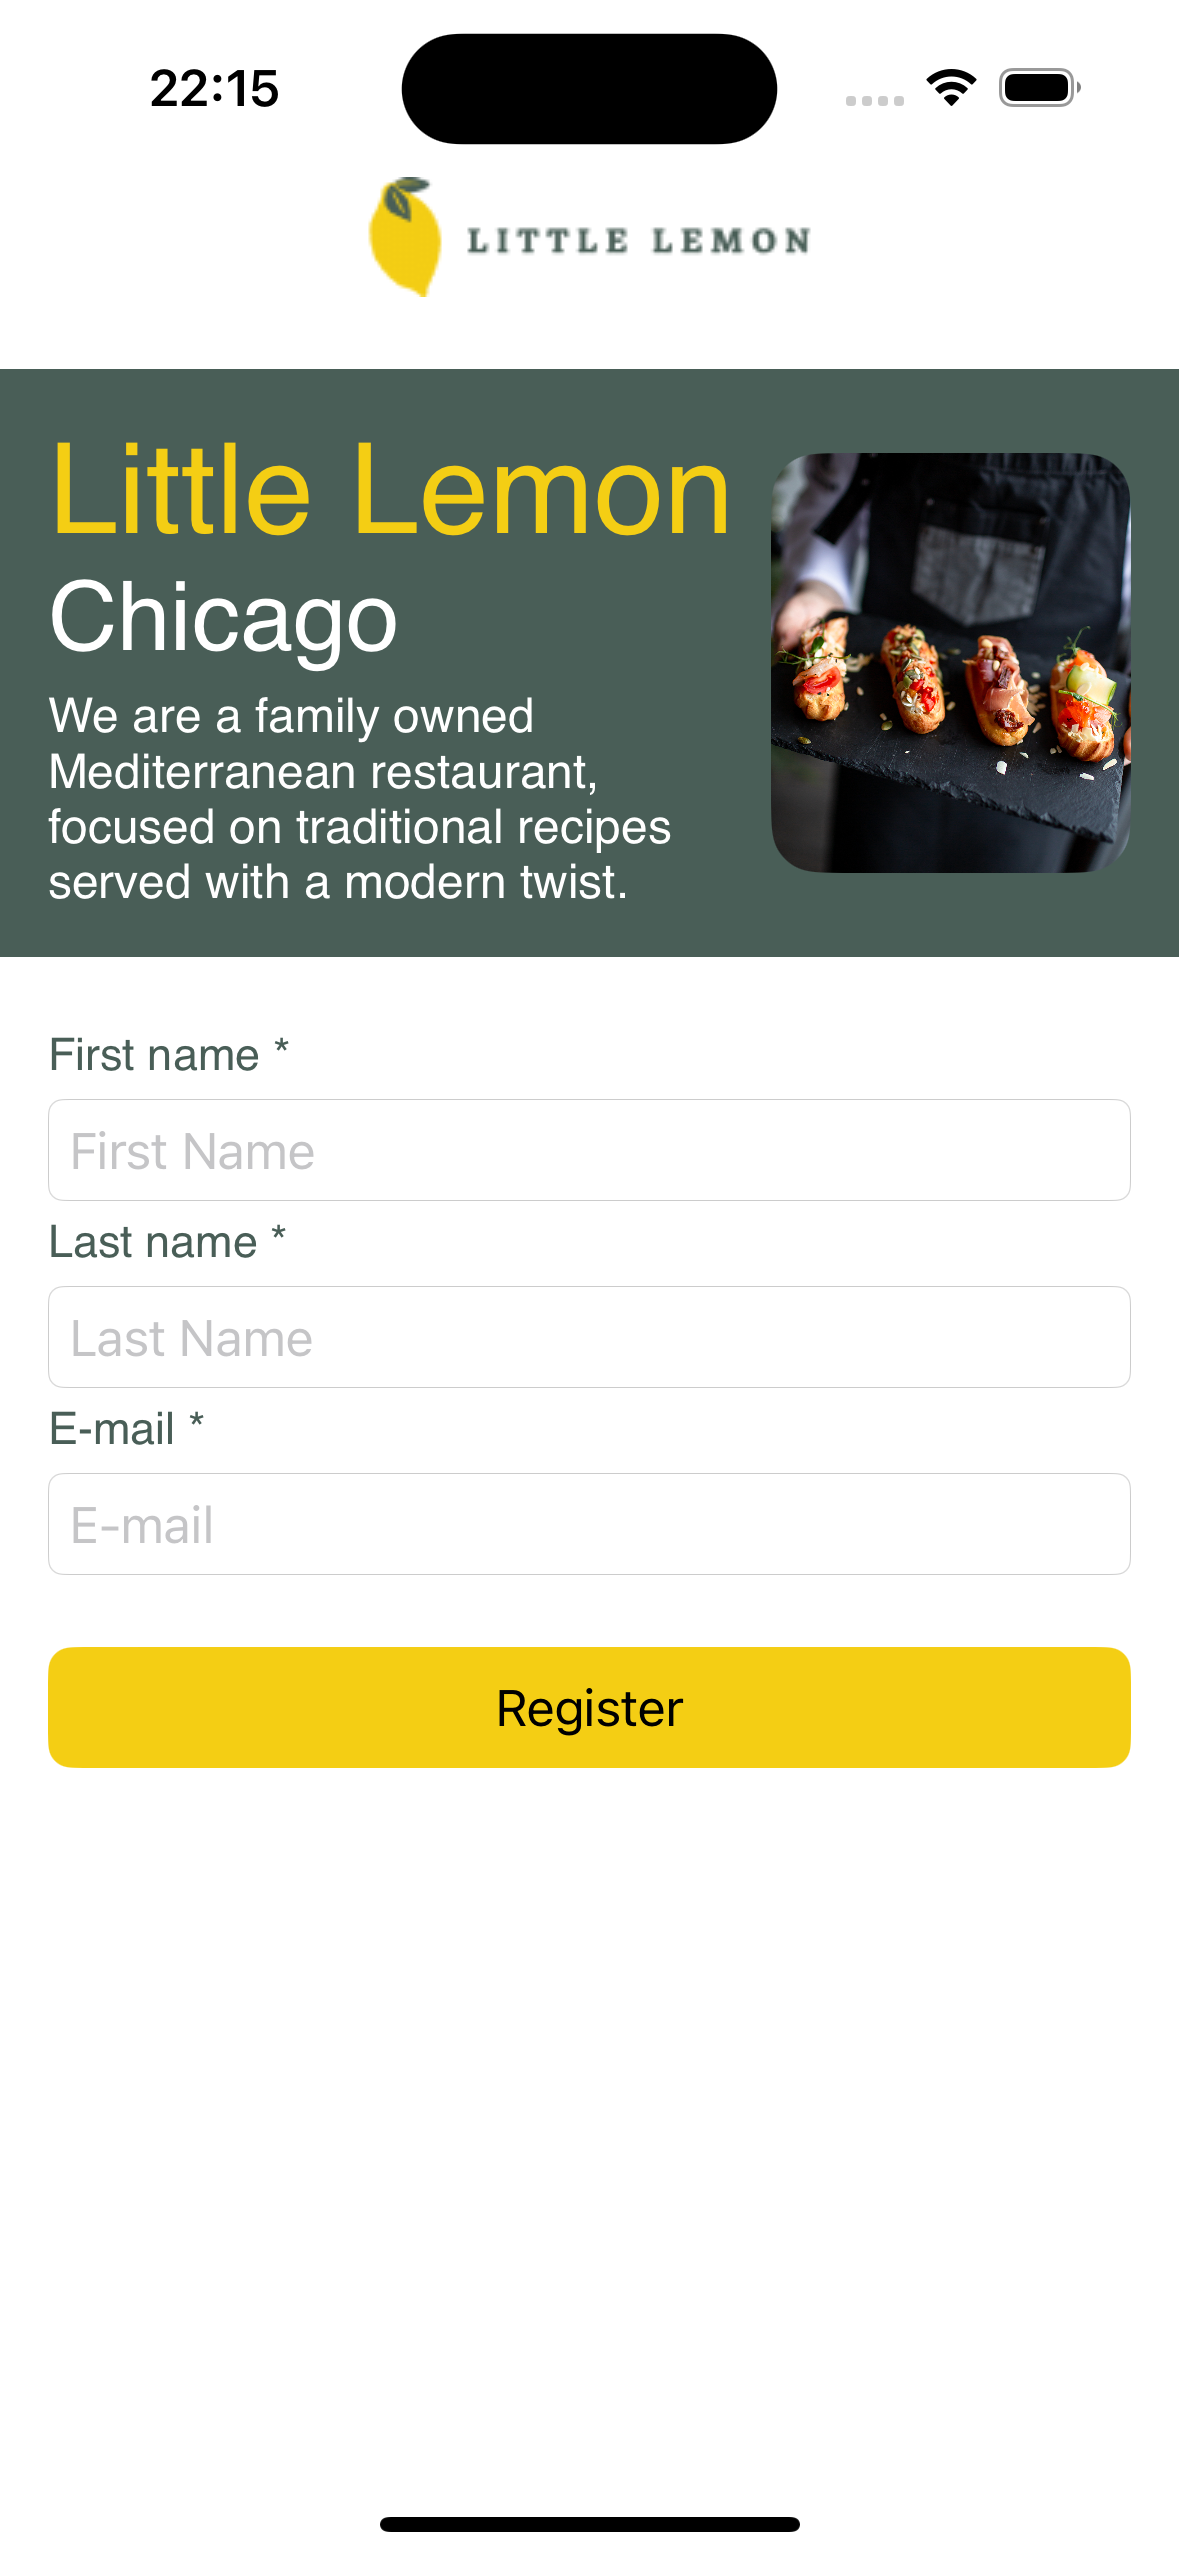 22:15
LITTLE LEMON
Little Lemon
Chicago
We are a family owned
Mediterranean restaurant,
focused on traditional recipes
served with a modern twist.
First name *
First Name
Last name *
Last Name
E-mail *
E-mail
Register